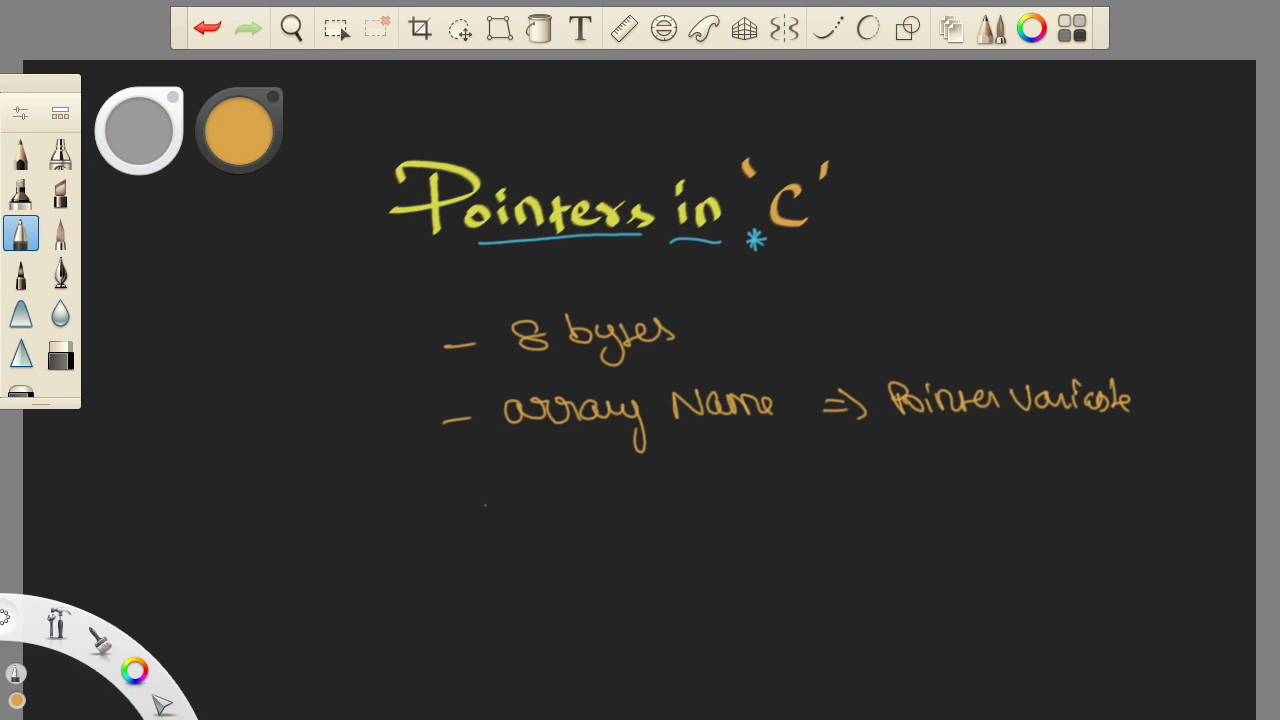 Pointers in 'C'
*
- 8 bytes
- array Name => Pointer Variable
T